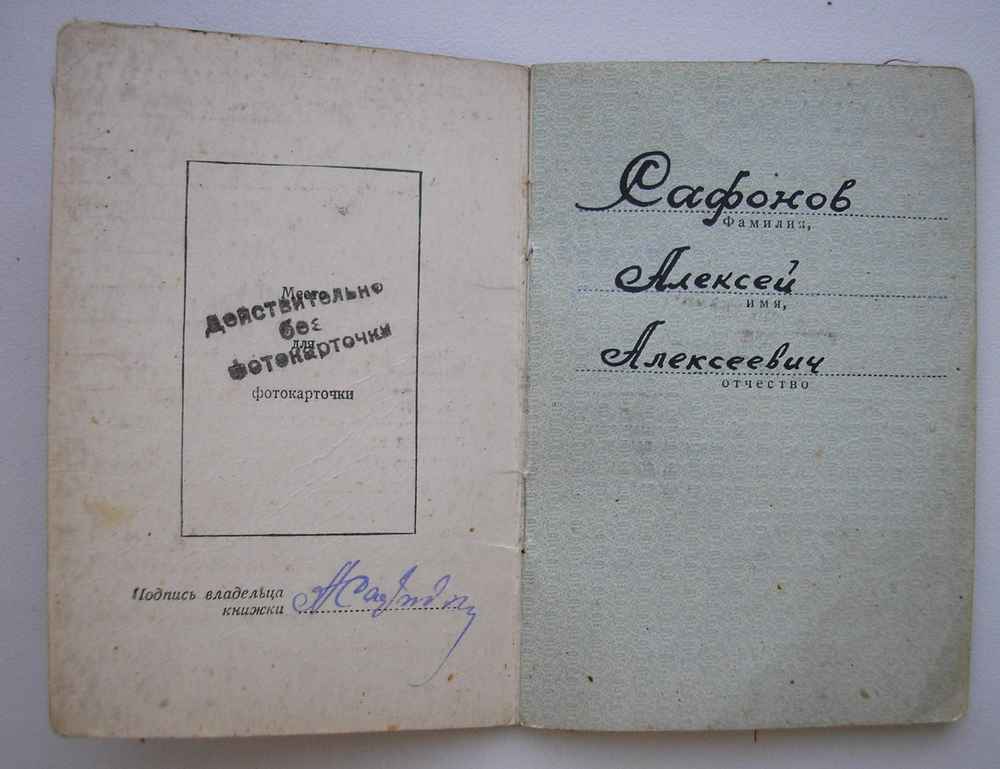 Место
Действительно
без
для
фотокарточки
фотокарточки
Подпись владельца
книжки
Сафонов
Фамилия,
Алексей
имя,
Алексеевич
отчество